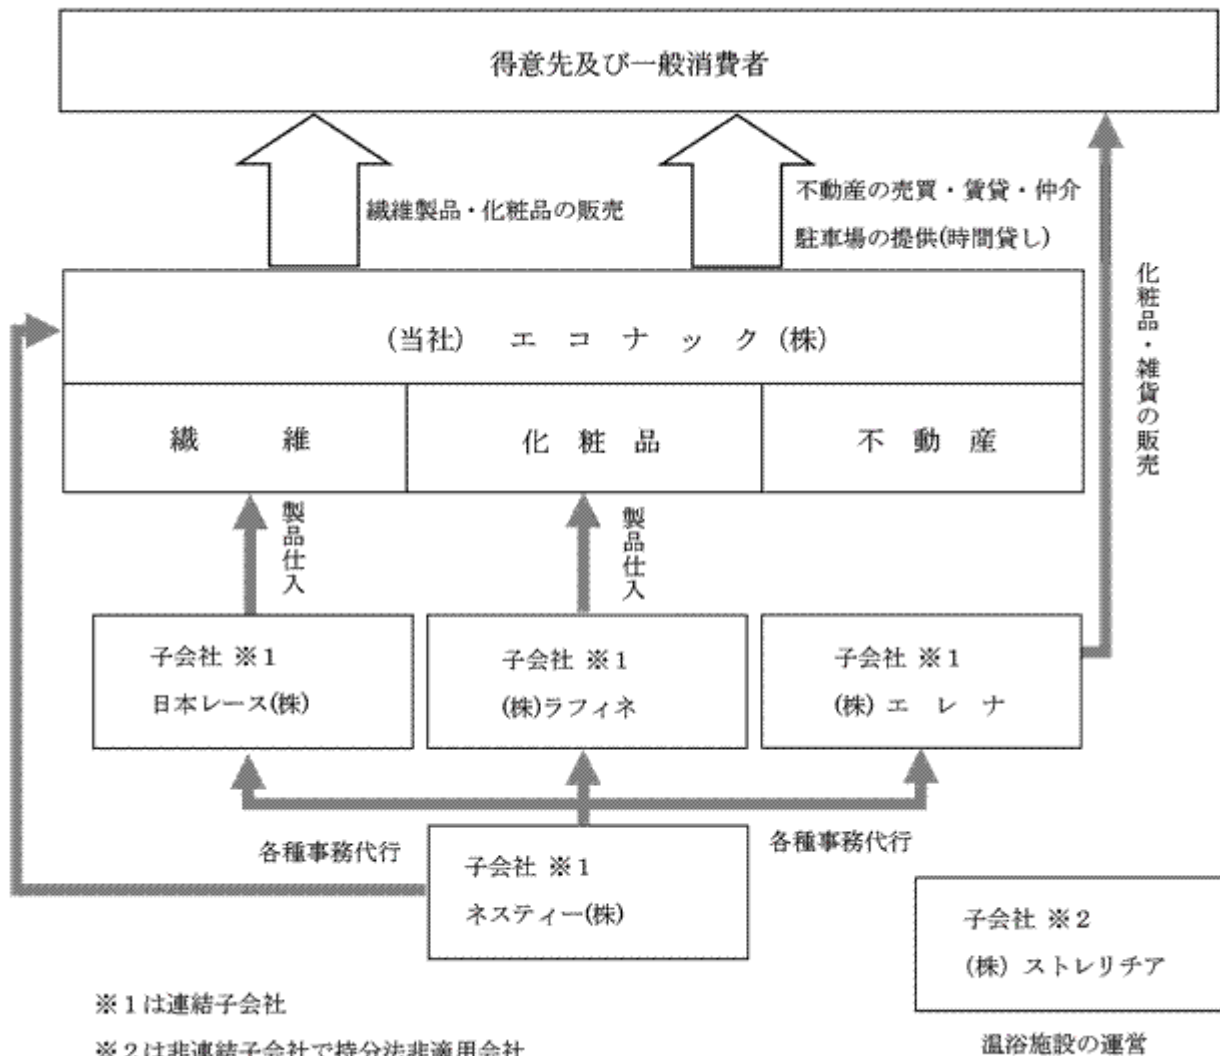 得意先及び一般消費者
繊維製品・化粧品の販売
不動産の売買・賃貸・仲介
駐車場の提供(時間貸し)
化粧品・雑貨の販売
(当社) エコナック(株)
繊維
化粧品
不動産
製品仕入
製品仕入
子会社 ※1
日本レース(株)
子会社 ※1
(株)ラフィネ
子会社 ※1
(株)エレナ
各種事務代行
各種事務代行
子会社 ※1
ネスティー(株)
子会社 ※2
(株)ストレリチア
温浴施設の運営
※1は連結子会社
※2は非連結子会社で持分法非適用会社